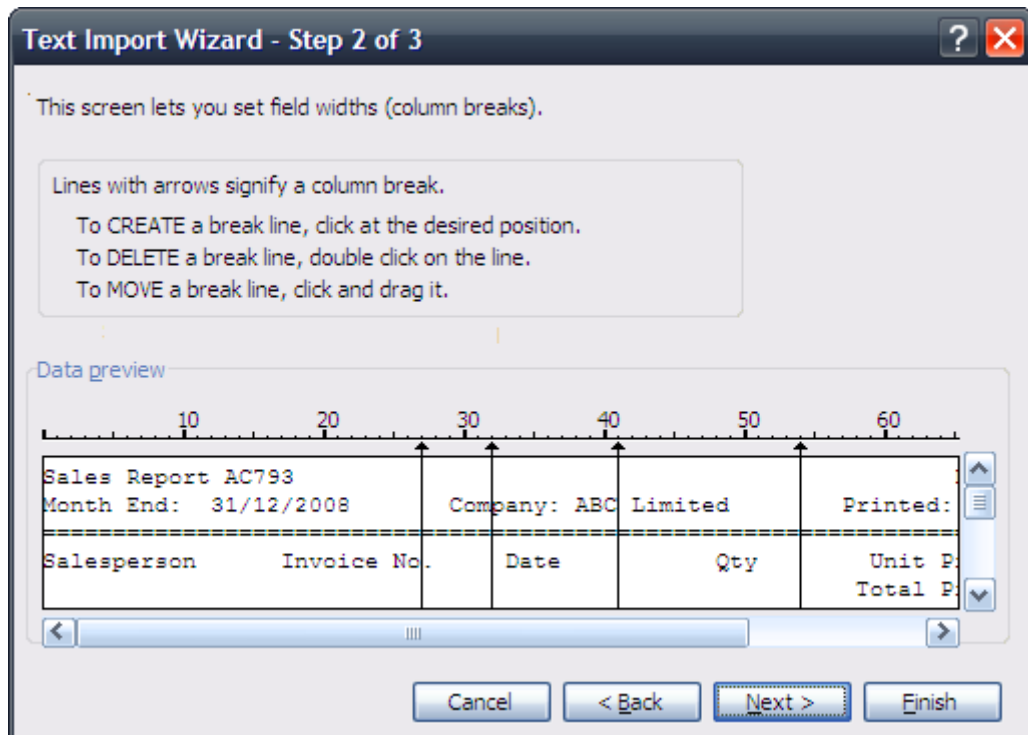 Text Import Wizard - Step 2 of 3
?
This screen lets you set field widths (column breaks).
Lines with arrows signify a column break.
To CREATE a break line, click at the desired position.
To DELETE a break line, double click on the line.
To MOVE a break line, click and drag it.
Data preview
10 20 30 40 50 60
Sales Report AC793
Month End: 31/12/2008 Company: ABC Limited Printed:
==================================================================
Salesperson Invoice No. Date Qty Unit P
Total P
Cancel < Back Next > Finish